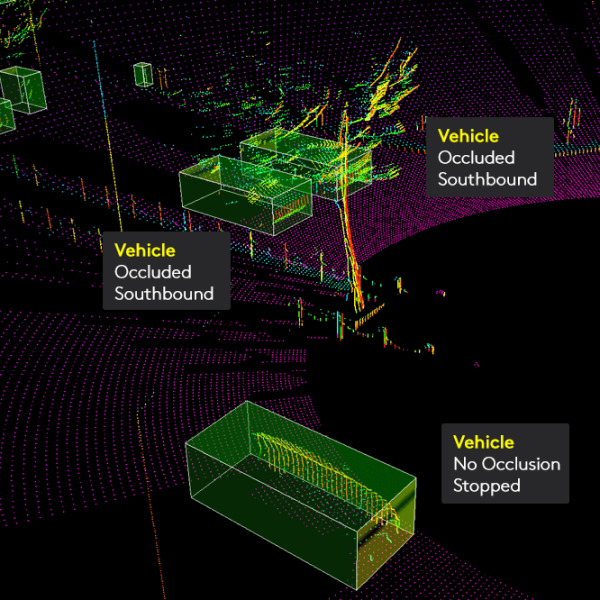 Vehicle
Occluded
Southbound
Vehicle
Occluded
Southbound
Vehicle
No Occlusion
Stopped